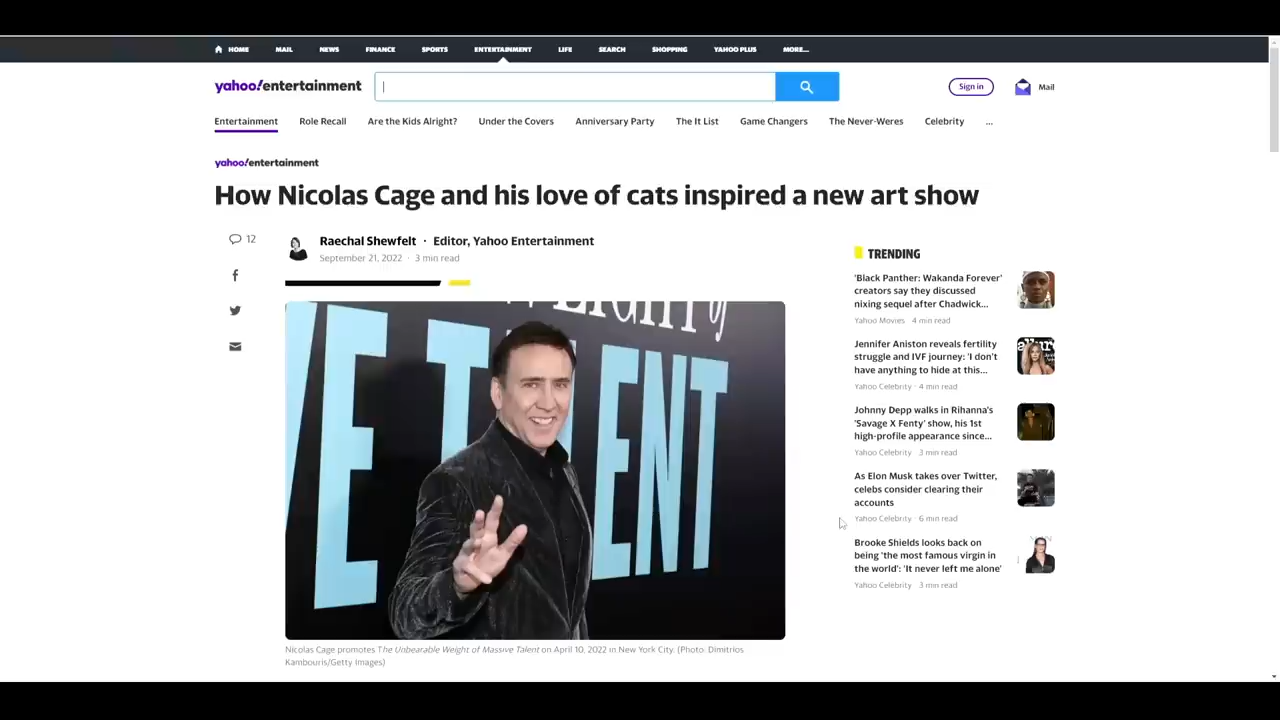 HOME MAIL NEWS FINANCE SPORTS ENTERTAINMENT LIFE SEARCH SHOPPING YAHOO PLUS MORE...
yahoo!entertainment
Sign in
Mail
Entertainment Role Recall Are the Kids Alright? Under the Covers Anniversary Party The It List Game Changers The Never-Weres Celebrity ...
yahoo!entertainment
How Nicolas Cage and his love of cats inspired a new art show
12
Raechal Shewfelt · Editor, Yahoo Entertainment
September 21, 2022 · 3 min read
WEIGHT of
VE TALENT
Nicolas Cage promotes The Unbearable Weight of Massive Talent on April 10, 2022 in New York City. (Photo: Dimitrios
Kambouris/Getty Images)
TRENDING
'Black Panther: Wakanda Forever'
creators say they discussed
nixing sequel after Chadwick...
Yahoo Movies · 4 min read
Jennifer Aniston reveals fertility
struggle and IVF journey: 'I don't
have anything to hide at this...
Yahoo Celebrity · 4 min read
allure
Johnny Depp walks in Rihanna's
'Savage X Fenty' show, his 1st
high-profile appearance since...
Yahoo Celebrity · 3 min read
As Elon Musk takes over Twitter,
celebs consider clearing their
accounts
Yahoo Celebrity · 6 min read
Brooke Shields looks back on
being 'the most famous virgin in
the world': 'It never left me alone'
Yahoo Celebrity · 3 min read